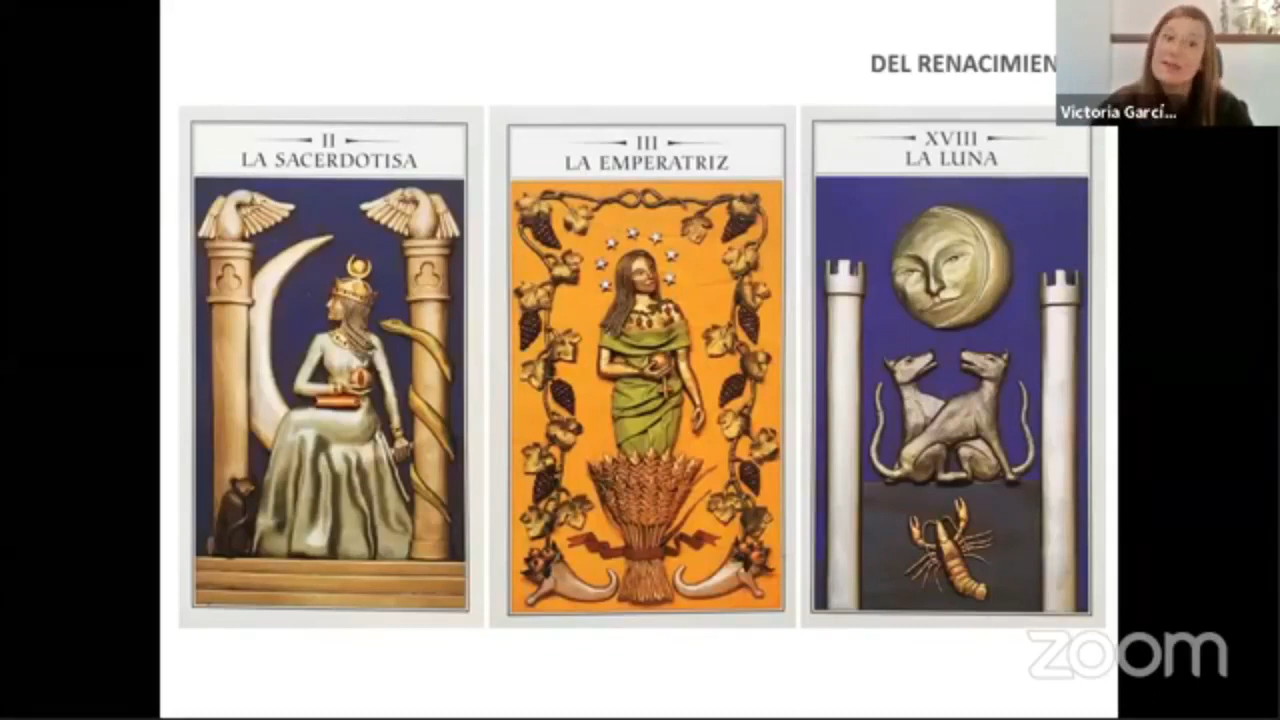 DEL RENACIMIEN
Victoria Garcí...
II
LA SACERDOTISA
III
LA EMPERATRIZ
XVIII
LA LUNA
zoom